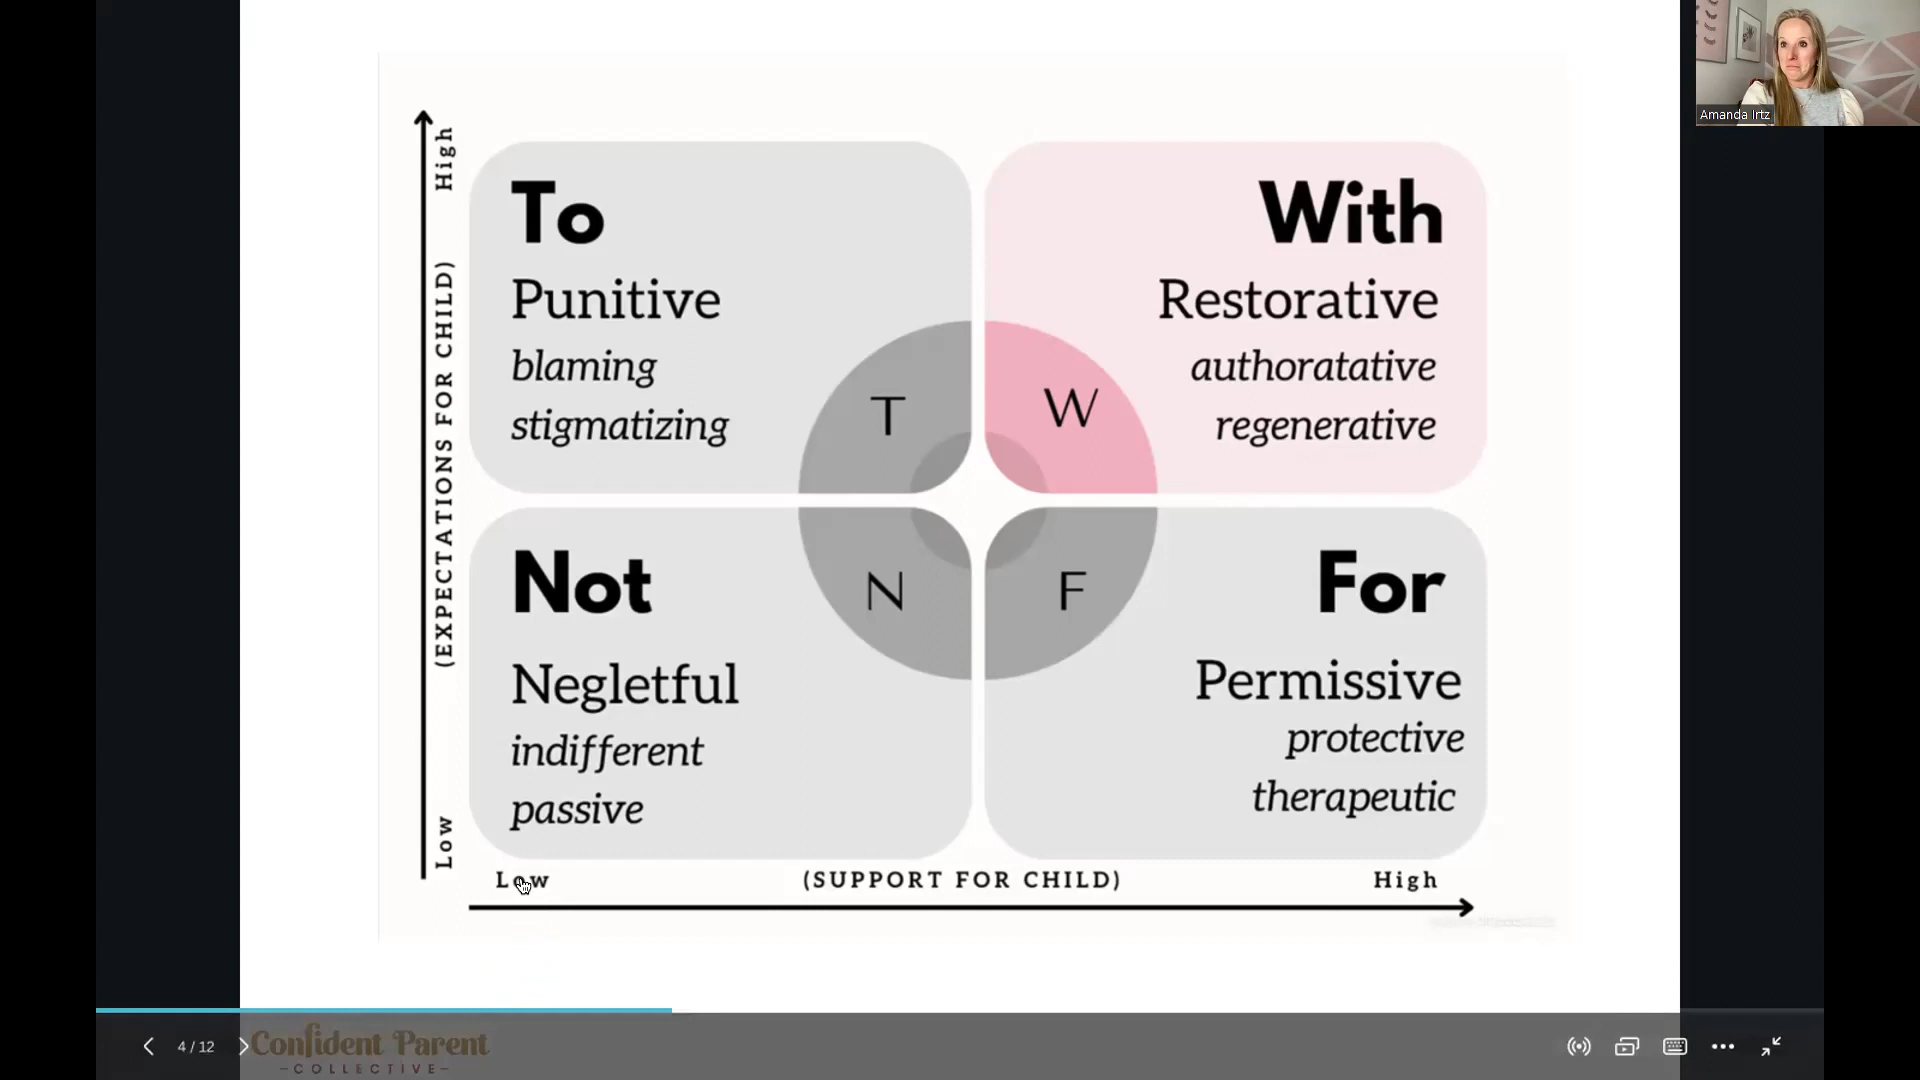 Amanda Irtz
High
(EXPECTATIONS FOR CHILD)
Low
To
Punitive
blaming
stigmatizing
T
With
Restorative
authoratative
regenerative
W
Not
Negletful
indifferent
passive
N
For
Permissive
protective
therapeutic
F
Low
(SUPPORT FOR CHILD)
High
4 / 12
Confident Parent
-COLLECTIVE-